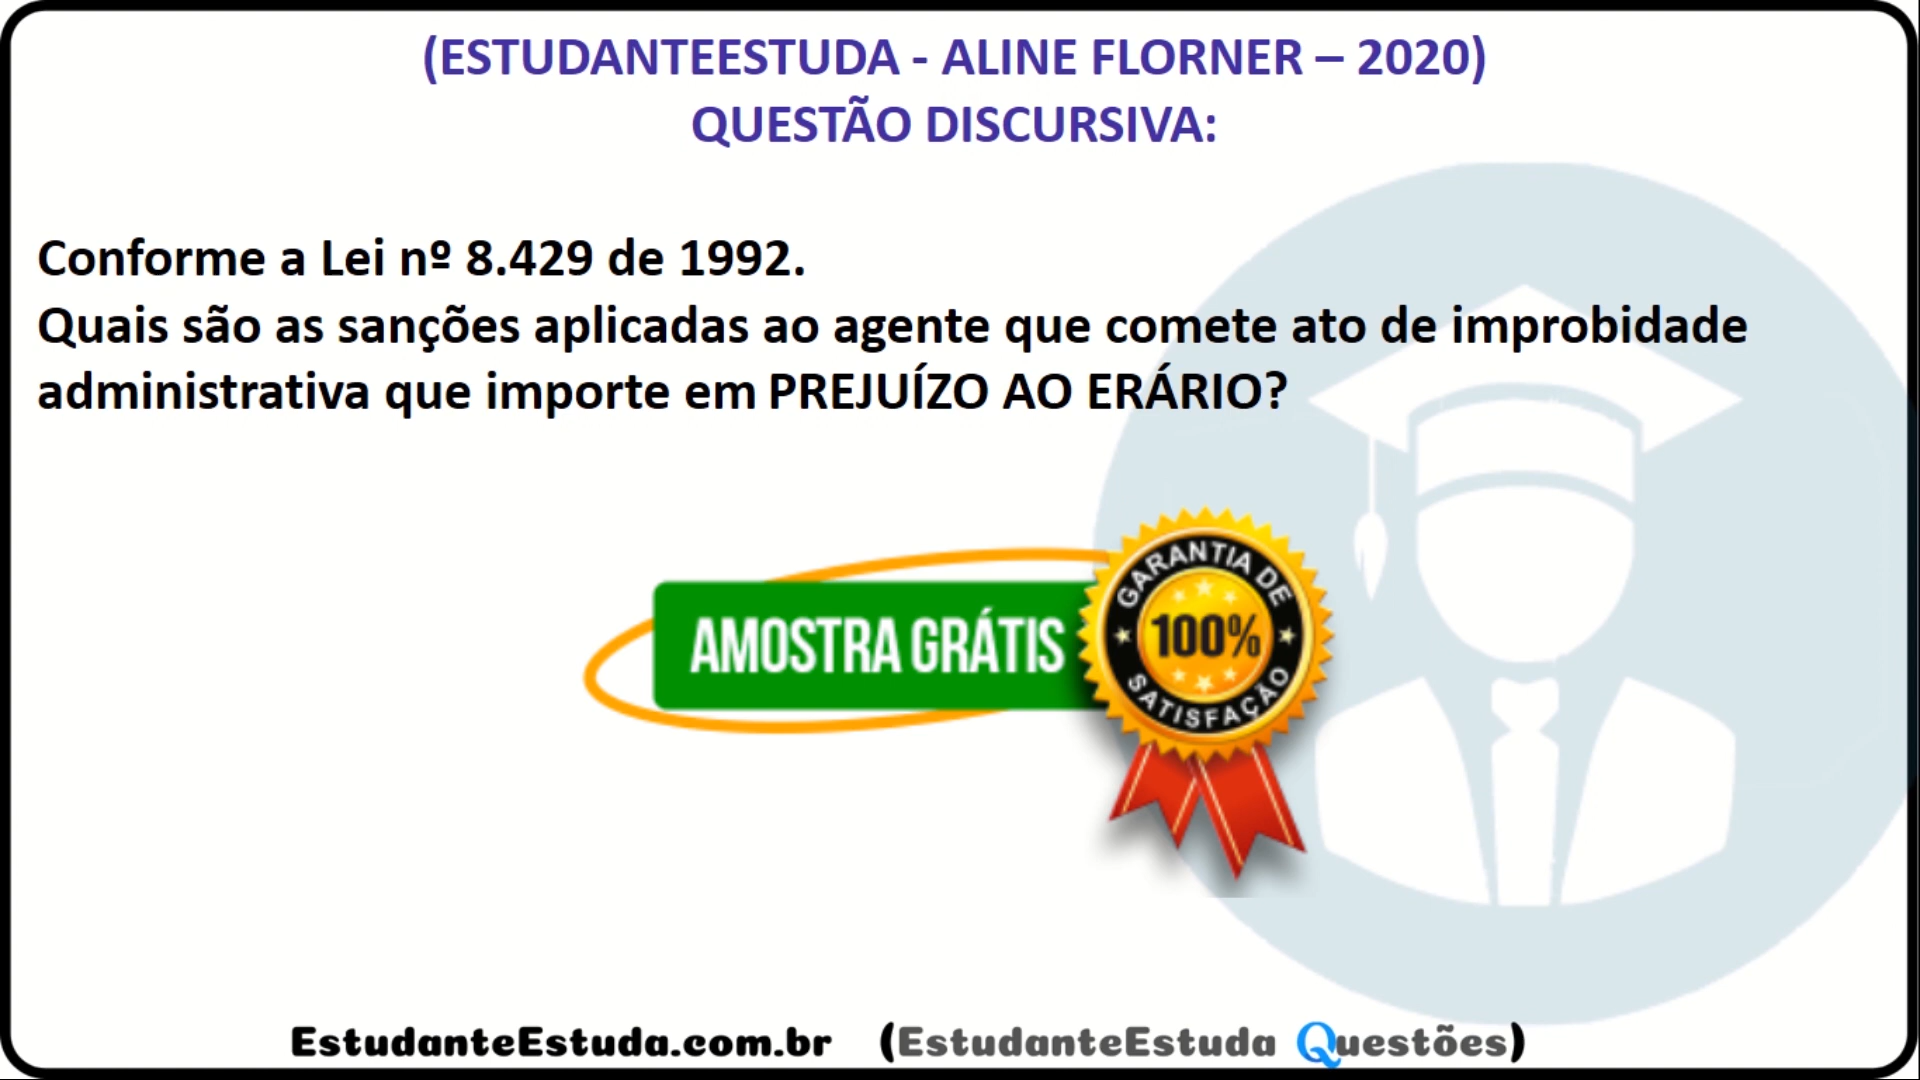 (ESTUDANTEESTUDA - ALINE FLORNER – 2020)
QUESTÃO DISCURSIVA:
Conforme a Lei nº 8.429 de 1992.
Quais são as sanções aplicadas ao agente que comete ato de improbidade
administrativa que importe em PREJUÍZO AO ERÁRIO?
AMOSTRA GRÁTIS
GARANTIA DE
100%
SATISFAÇÃO
EstudanteEstuda.com.br (EstudanteEstuda Questões)